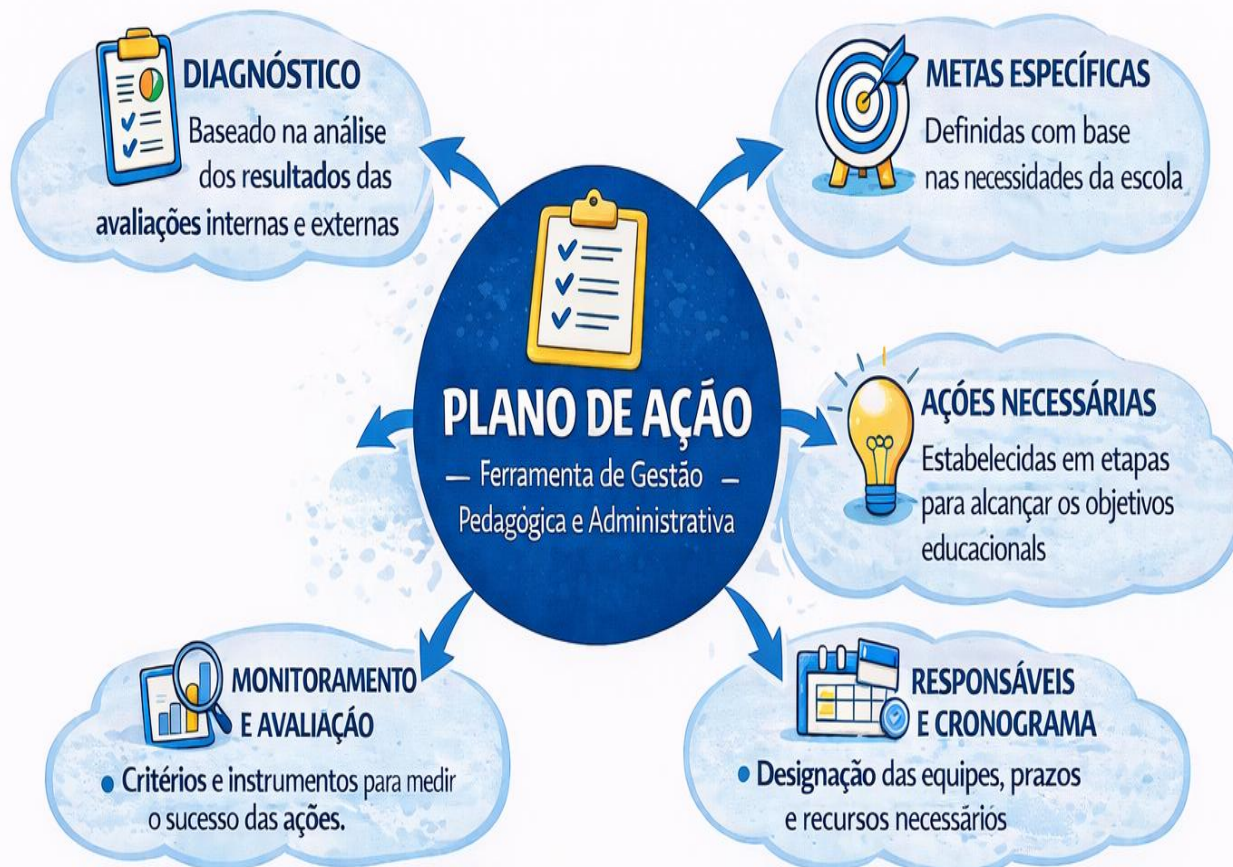 DIAGNÓSTICO
Baseado na análise
dos resultados das
avaliações internas e externas
METAS ESPECÍFICAS
Definidas com base
nas necessidades da escola
PLANO DE AÇÃO
— Ferramenta de Gestão —
Pedagógica e Administrativa
AÇÕES NECESSÁRIAS
Estabelecidas em etapas
para alcançar os objetivos
educacionals
MONITORAMENTO
E AVALIAÇÃO
• Critérios e instrumentos para medir
o sucesso das ações.
RESPONSÁVEIS
E CRONOGRAMA
• Designação das equipes, prazos
e recursos necessários